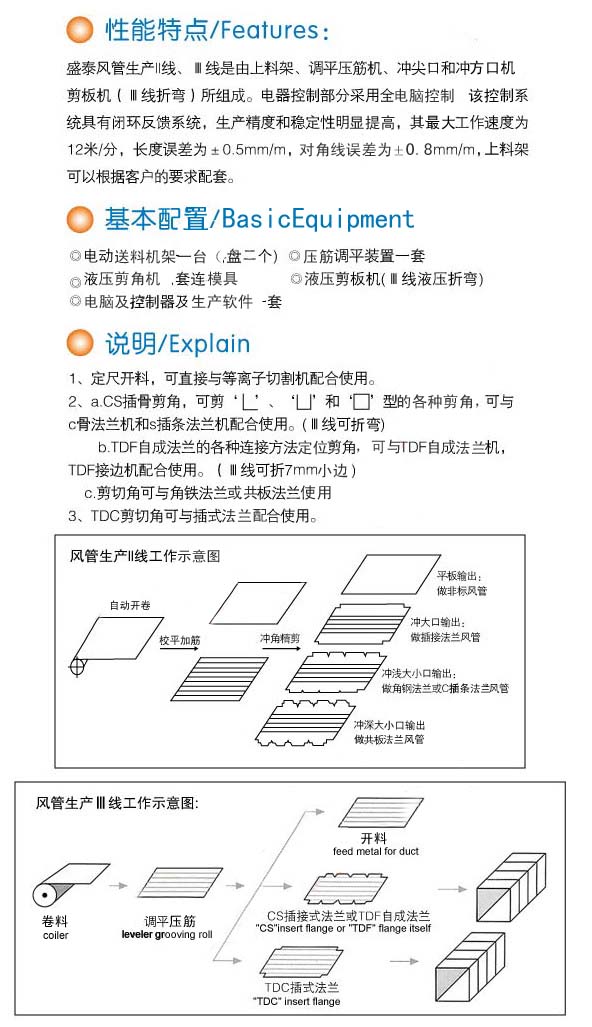 性能特点/Features:
盛泰风管生产II线、Ⅲ线是由上料架、调平压筋机、冲尖口和冲方口机
剪板机(Ⅲ线折弯)所组成。电器控制部分采用全电脑控制 该控制系
统具有闭环反馈系统,生产精度和稳定性明显提高,其最大工作速度为
12米/分,长度误差为±0.5mm/m,对角线误差为±0.8mm/m,上料架
可以根据客户的要求配套。
基本配置/BasicEquipment
◎电动送料机架一台(,盘二个) ◎压筋调平装置一套
◎液压剪角机 ,套连模具 ◎液压剪板机(Ⅲ线液压折弯)
◎电脑及控制器及生产软件 -套
说明/Explain
1、定尺开料,可直接与等离子切割机配合使用。
2、a.CS插骨剪角,可剪‘’、‘’和‘’型的各种剪角,可与
c骨法兰机和s插条法兰机配合使用。(Ⅲ线可折弯)
b.TDF自成法兰的各种连接方法定位剪角,可与TDF自成法兰机,
TDF接边机配合使用。(Ⅲ线可折7mm小边)
c.剪切角可与角铁法兰或共板法兰使用
3、TDC剪切角可与插式法兰配合使用。
风管生产II线工作示意图
自动开卷
校平加筋
冲角精剪
平板输出:
做非标风管
冲大口输出:
做插接法兰风管
冲浅大小口输出:
做角钢法兰或C插条法兰风管
冲深大小口输出
做共板法兰风管
风管生产Ⅲ线工作示意图:
卷料
coiler
调平压筋
leveler grooving roll
开料
feed metal for duct
CS插接式法兰或TDF自成法兰
"CS"insert flange or "TDF" flange itself
TDC插式法兰
"TDC" insert flange